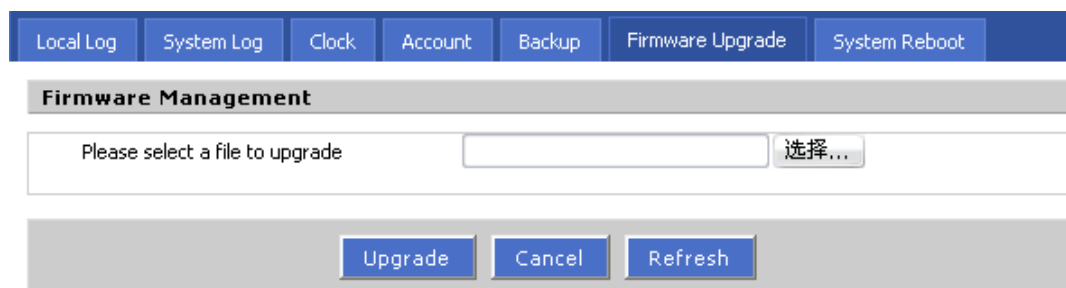 Local Log System Log Clock Account Backup Firmware Upgrade System Reboot
Firmware Management
Please select a file to upgrade 选择...
Upgrade Cancel Refresh